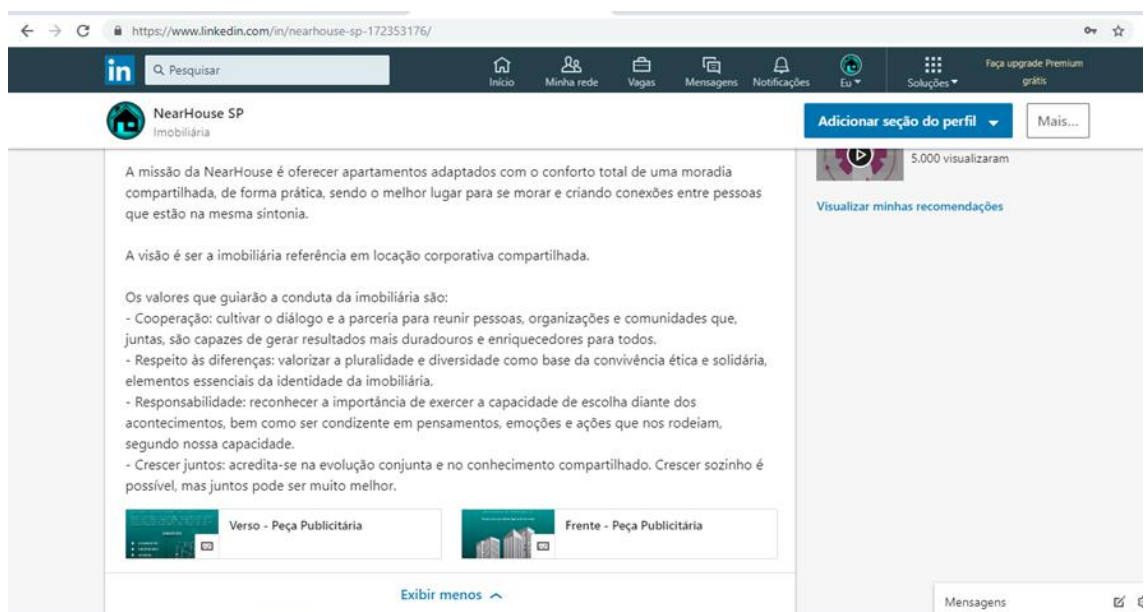 https://www.linkedin.com/in/nearhouse-sp-172353176/
in
Pesquisar
Início
Minha rede
Vagas
Mensagens
Notificações
Eu
Soluções
Faça upgrade Premium
grátis
NearHouse SP
Imobiliária
Adicionar seção do perfil
Mais...
5.000 visualizaram
Visualizar minhas recomendações
A missão da NearHouse é oferecer apartamentos adaptados com o conforto total de uma moradia
compartilhada, de forma prática, sendo o melhor lugar para se morar e criando conexões entre pessoas
que estão na mesma sintonia.
A visão é ser a imobiliária referência em locação corporativa compartilhada.
Os valores que guiarão a conduta da imobiliária são:
- Cooperação: cultivar o diálogo e a parceria para reunir pessoas, organizações e comunidades que,
juntas, são capazes de gerar resultados mais duradouros e enriquecedores para todos.
- Respeito às diferenças: valorizar a pluralidade e diversidade como base da convivência ética e solidária,
elementos essenciais da identidade da imobiliária.
- Responsabilidade: reconhecer a importância de exercer a capacidade de escolha diante dos
acontecimentos, bem como ser condizente em pensamentos, emoções e ações que nos rodeiam,
segundo nossa capacidade.
- Crescer juntos: acredita-se na evolução conjunta e no conhecimento compartilhado. Crescer sozinho é
possível, mas juntos pode ser muito melhor.
Verso - Peça Publicitária
Frente - Peça Publicitária
Exibir menos
Mensagens